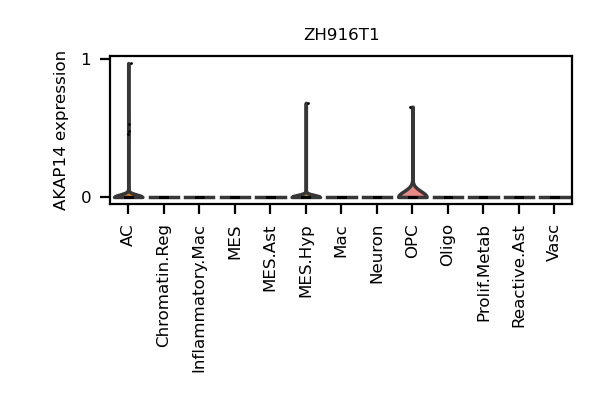 ZH916T1
AKAP14 expression
1
0
AC
Chromatin.Reg
Inflammatory.Mac
MES
MES.Ast
MES.Hyp
Mac
Neuron
OPC
Oligo
Prolif.Metab
Reactive.Ast
Vasc